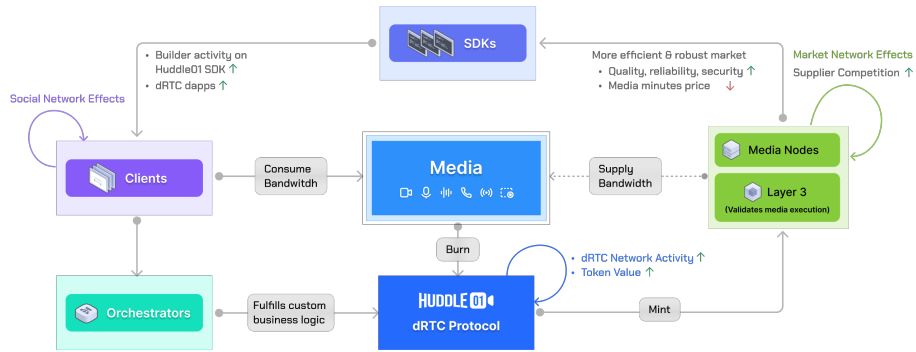 SDKs
• Builder activity on
Huddle01 SDK ↑
• dRTC dapps ↑
More efficient & robust market
• Quality, reliability, security ↑
• Media minutes price ↓
Market Network Effects
Supplier Competition ↑
Social Network Effects
Clients
Consume
Bandwitdh
Media
Supply
Bandwidth
Media Nodes
Layer 3
(Validates media execution)
Burn
• dRTC Network Activity ↑
• Token Value ↑
Orchestrators
Fulfills custom
business logic
HUDDLE 01
dRTC Protocol
Mint